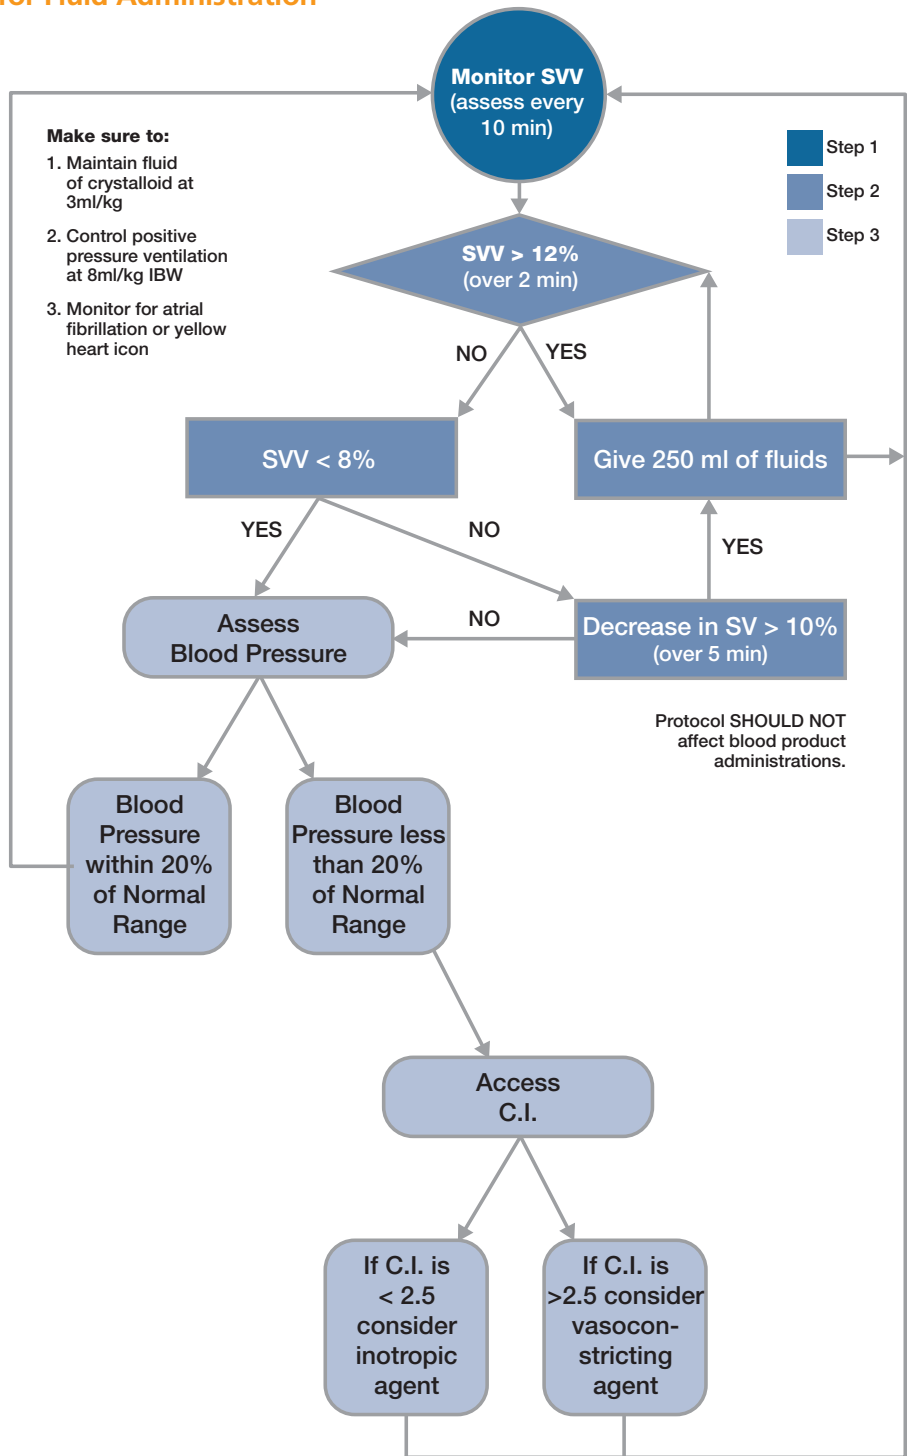 for Fluid Administration
Monitor SVV
(assess every
10 min)
Make sure to:
1. Maintain fluid
of crystalloid at
3ml/kg
2. Control positive
pressure ventilation
at 8ml/kg IBW
3. Monitor for atrial
fibrillation or yellow
heart icon
Step 1
Step 2
Step 3
SVV > 12%
(over 2 min)
NO
YES
SVV < 8%
Give 250 ml of fluids
YES
NO
YES
Assess
Blood Pressure
NO
Decrease in SV > 10%
(over 5 min)
Protocol SHOULD NOT
affect blood product
administrations.
Blood
Pressure
within 20%
of Normal
Range
Blood
Pressure less
than 20%
of Normal
Range
Access
C.I.
If C.I. is
< 2.5
consider
inotropic
agent
If C.I. is
>2.5 consider
vasocon-
stricting
agent